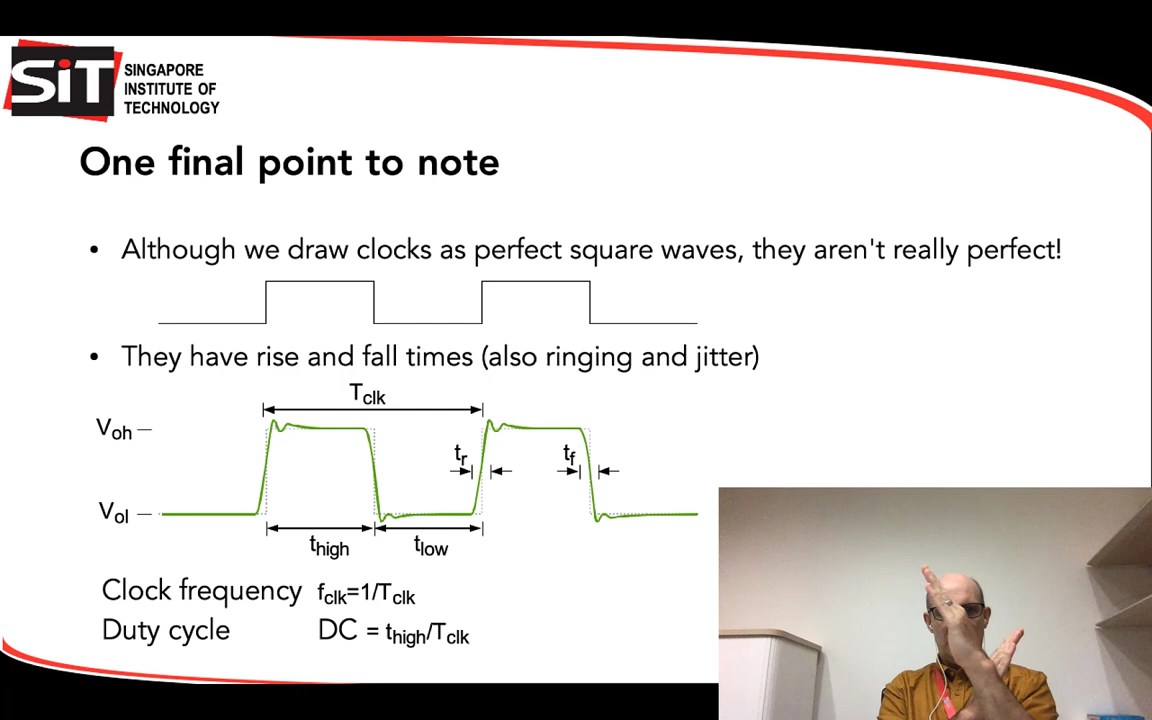 SiT
SINGAPORE
INSTITUTE OF
TECHNOLOGY
One final point to note
• Although we draw clocks as perfect square waves, they aren't really perfect!
• They have rise and fall times (also ringing and jitter)
Tclk
Voh
tr
tf
Vol
thigh
tlow
Clock frequency fclk=1/Tclk
Duty cycle DC = thigh/Tclk